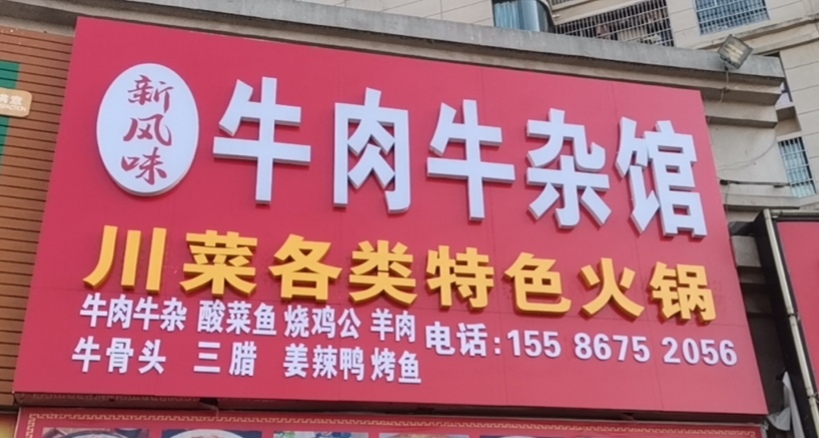 新风味
牛肉牛杂馆
川菜各类特色火锅
牛肉牛杂 酸菜鱼 烧鸡公 羊肉
牛骨头 三腊 姜辣鸭 烤鱼
电话:155 8675 2056